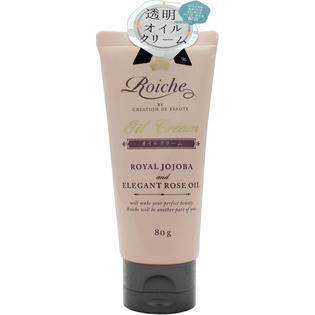 透明
オイル
クリーム
Roiche
BY
CREATION DE BEAUTE
Oil Cream
オイルクリーム
ROYAL JOJOBA
and
ELEGANT ROSE OIL
will make your perfect beauty.
Roiche will be another part of you.
80g